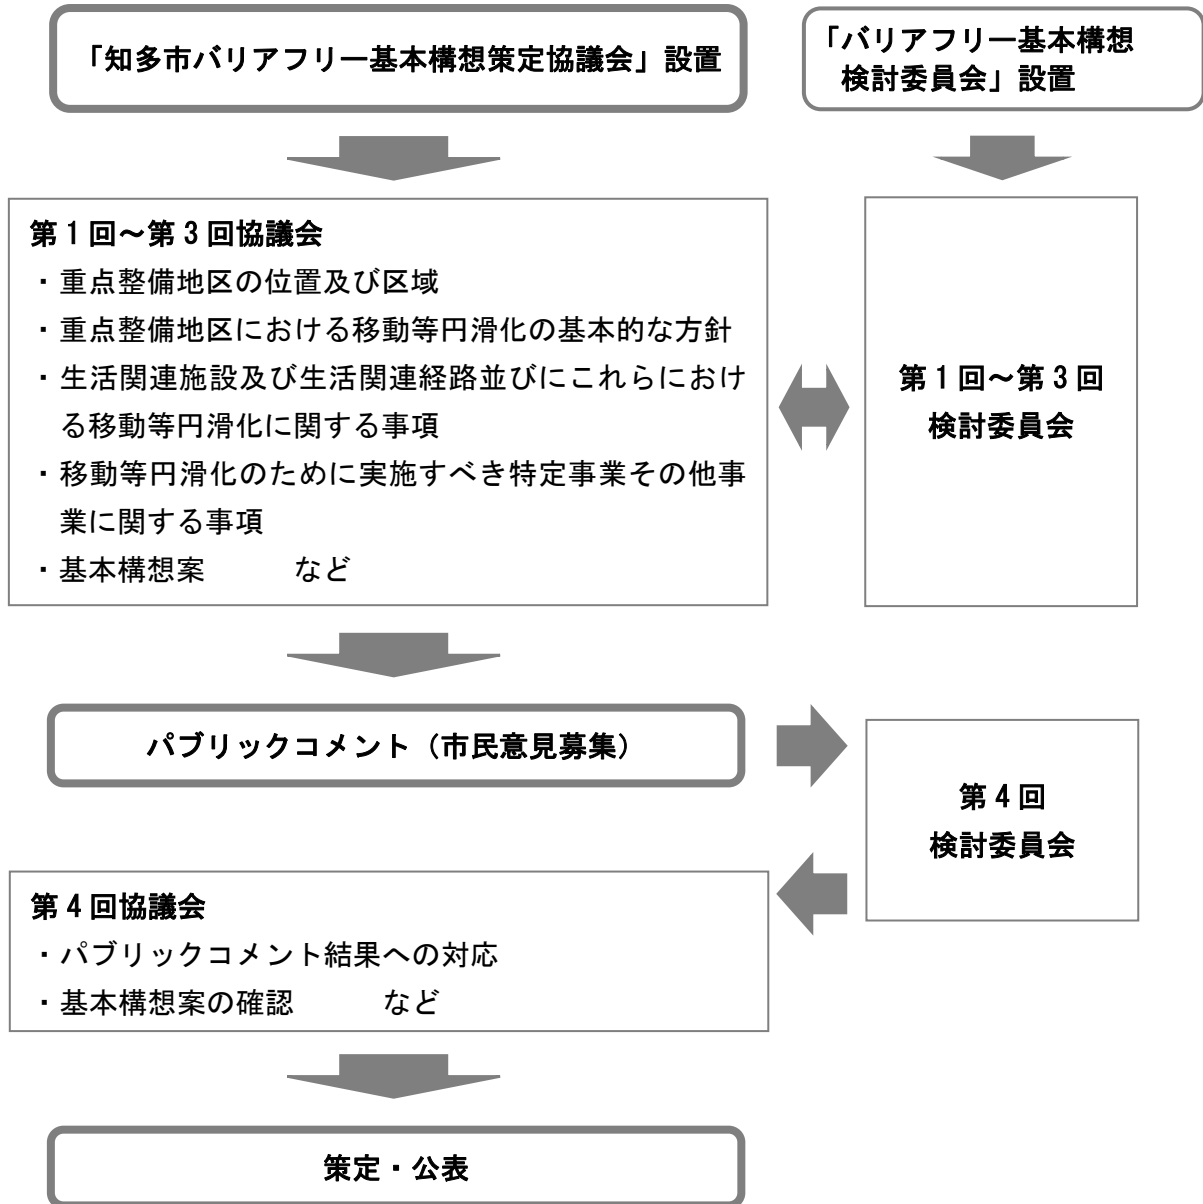 「知多市バリアフリー基本構想策定協議会」設置
「バリアフリー基本構想
検討委員会」設置
第1回～第3回協議会
・重点整備地区の位置及び区域
・重点整備地区における移動等円滑化の基本的な方針
・生活関連施設及び生活関連経路並びにこれらにおけ
る移動等円滑化に関する事項
・移動等円滑化のために実施すべき特定事業その他事
業に関する事項
・基本構想案　　　など
第1回～第3回
検討委員会
パブリックコメント（市民意見募集）
第4回
検討委員会
第4回協議会
・パブリックコメント結果への対応
・基本構想案の確認　　　など
策定・公表